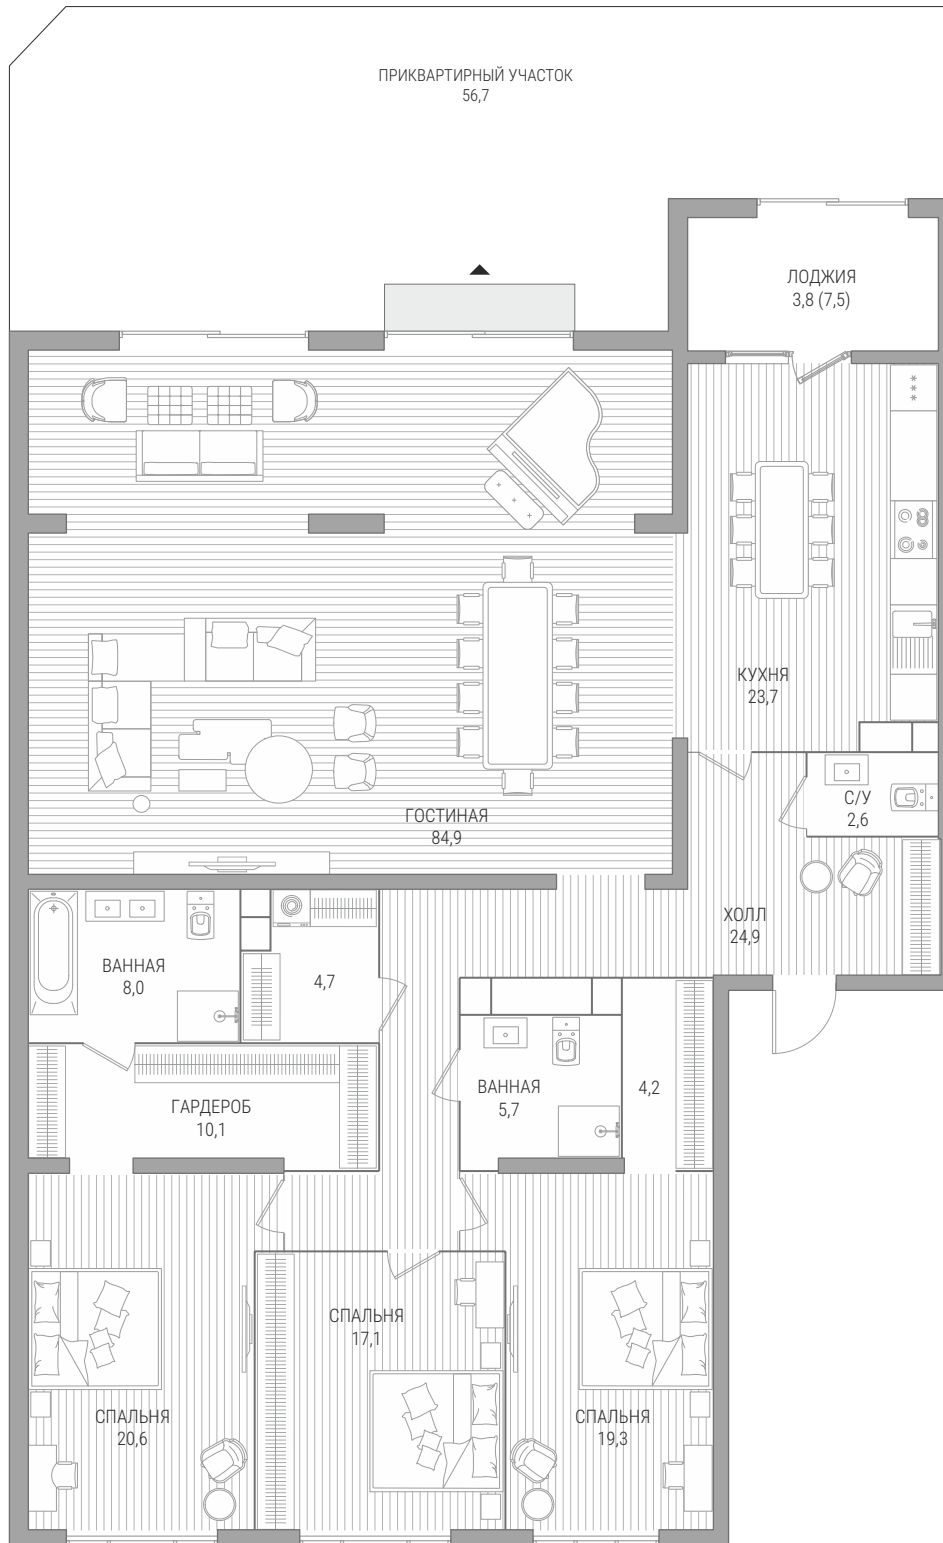 ПРИКВАРТИРНЫЙ УЧАСТОК
56,7
ЛОДЖИЯ
3,8 (7,5)
КУХНЯ
23,7
С/У
2,6
ГОСТИНАЯ
84,9
ХОЛЛ
24,9
ВАННАЯ
8,0
4,7
ВАННАЯ
5,7
4,2
ГАРДЕРОБ
10,1
СПАЛЬНЯ
17,1
СПАЛЬНЯ
20,6
СПАЛЬНЯ
19,3